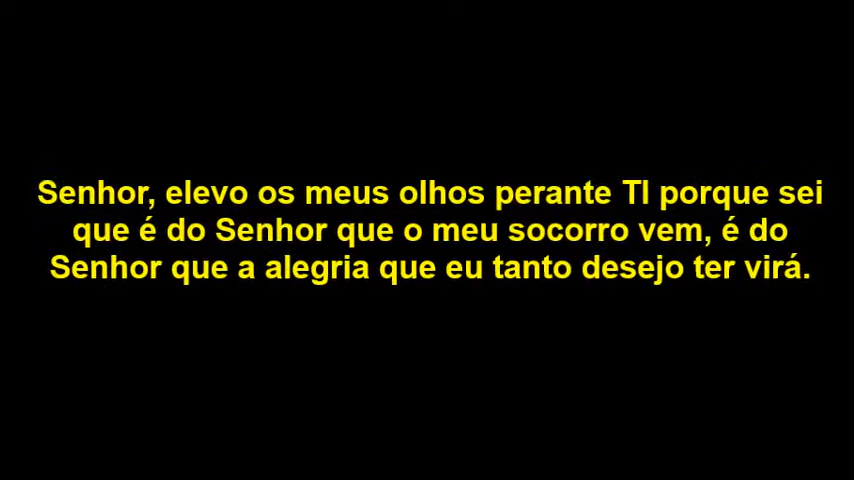 Senhor, elevo os meus olhos perante TI porque sei
que é do Senhor que o meu socorro vem, é do
Senhor que a alegria que eu tanto desejo ter virá.